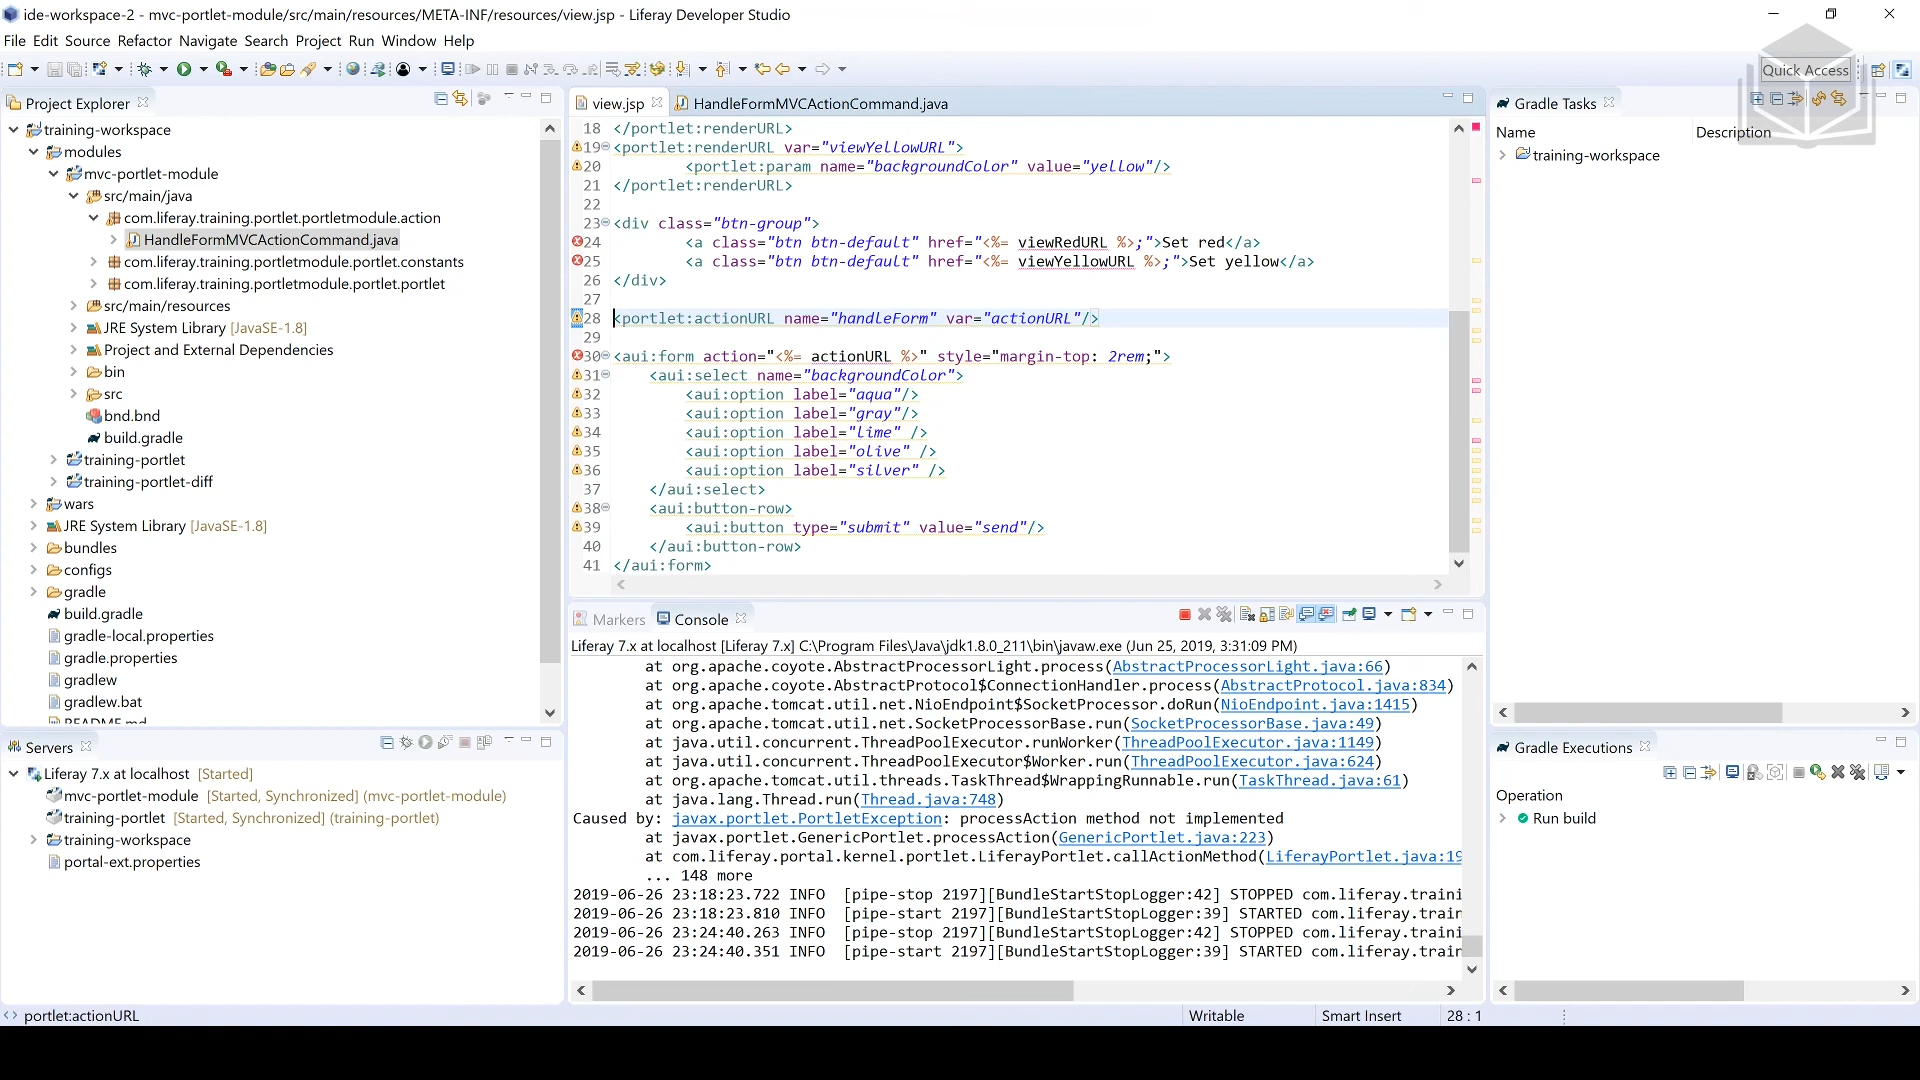 ide-workspace-2 - mvc-portlet-module/src/main/resources/META-INF/resources/view.jsp - Liferay Developer Studio
File Edit Source Refactor Navigate Search Project Run Window Help
Quick Access
Project Explorer
training-workspace
modules
mvc-portlet-module
src/main/java
com.liferay.training.portlet.portletmodule.action
HandleFormMVCActionCommand.java
com.liferay.training.portletmodule.portlet.constants
com.liferay.training.portletmodule.portlet.portlet
src/main/resources
JRE System Library [JavaSE-1.8]
Project and External Dependencies
bin
src
bnd.bnd
build.gradle
training-portlet
training-portlet-diff
wars
JRE System Library [JavaSE-1.8]
bundles
configs
gradle
build.gradle
gradle-local.properties
gradle.properties
gradlew
gradlew.bat
README.md
Servers
Liferay 7.x at localhost [Started]
mvc-portlet-module [Started, Synchronized] (mvc-portlet-module)
training-portlet [Started, Synchronized] (training-portlet)
training-workspace
portal-ext.properties
view.jsp HandleFormMVCActionCommand.java
18 </portlet:renderURL>
19 <portlet:renderURL var="viewYellowURL">
20 <portlet:param name="backgroundColor" value="yellow"/>
21 </portlet:renderURL>
22
23 <div class="btn-group">
24 <a class="btn btn-default" href="<%= viewRedURL %>;">Set red</a>
25 <a class="btn btn-default" href="<%= viewYellowURL %>;">Set yellow</a>
26 </div>
27
28 <portlet:actionURL name="handleForm" var="actionURL"/>
29
30 <aui:form action="<%= actionURL %>" style="margin-top: 2rem;">
31 <aui:select name="backgroundColor">
32 <aui:option label="aqua"/>
33 <aui:option label="gray"/>
34 <aui:option label="lime" />
35 <aui:option label="olive" />
36 <aui:option label="silver" />
37 </aui:select>
38 <aui:button-row>
39 <aui:button type="submit" value="send"/>
40 </aui:button-row>
41 </aui:form>
Markers Console
Liferay 7.x at localhost [Liferay 7.x] C:\Program Files\Java\jdk1.8.0_211\bin\javaw.exe (Jun 25, 2019, 3:31:09 PM)
at org.apache.coyote.AbstractProcessorLight.process(AbstractProcessorLight.java:66)
at org.apache.coyote.AbstractProtocol$ConnectionHandler.process(AbstractProtocol.java:834)
at org.apache.tomcat.util.net.NioEndpoint$SocketProcessor.doRun(NioEndpoint.java:1415)
at org.apache.tomcat.util.net.SocketProcessorBase.run(SocketProcessorBase.java:49)
at java.util.concurrent.ThreadPoolExecutor.runWorker(ThreadPoolExecutor.java:1149)
at java.util.concurrent.ThreadPoolExecutor$Worker.run(ThreadPoolExecutor.java:624)
at org.apache.tomcat.util.threads.TaskThread$WrappingRunnable.run(TaskThread.java:61)
at java.lang.Thread.run(Thread.java:748)
Caused by: javax.portlet.PortletException: processAction method not implemented
at javax.portlet.GenericPortlet.processAction(GenericPortlet.java:223)
at com.liferay.portal.kernel.portlet.LiferayPortlet.callActionMethod(LiferayPortlet.java:19
... 148 more
2019-06-26 23:18:23.722 INFO [pipe-stop 2197][BundleStartStopLogger:42] STOPPED com.liferay.traini
2019-06-26 23:18:23.810 INFO [pipe-start 2197][BundleStartStopLogger:39] STARTED com.liferay.train
2019-06-26 23:24:40.263 INFO [pipe-stop 2197][BundleStartStopLogger:42] STOPPED com.liferay.traini
2019-06-26 23:24:40.351 INFO [pipe-start 2197][BundleStartStopLogger:39] STARTED com.liferay.train
Gradle Tasks
Name Description
training-workspace
Gradle Executions
Operation
Run build
portlet:actionURL Writable Smart Insert 28 : 1